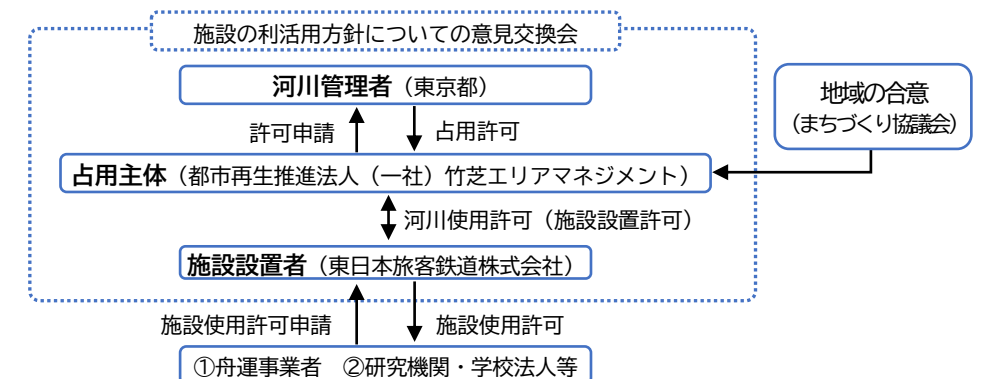 施設の利活用方針についての意見交換会
河川管理者（東京都）
地域の合意
（まちづくり協議会）
許可申請
占用許可
占用主体（都市再生推進法人（一社）竹芝エリアマネジメント）
河川使用許可（施設設置許可）
施設設置者（東日本旅客鉄道株式会社）
施設使用許可申請
施設使用許可
①舟運事業者　②研究機関・学校法人等